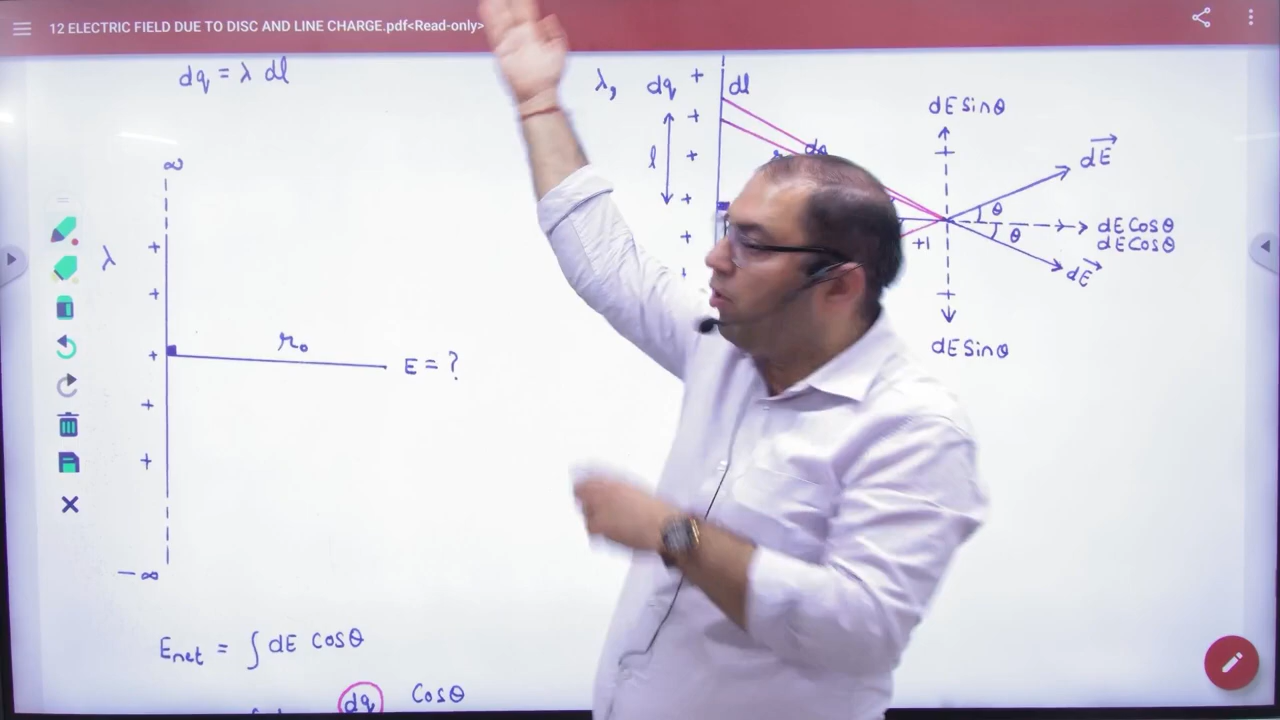 12 ELECTRIC FIELD DUE TO DISC AND LINE CHARGE.pdf<Read-only>
dq = λ dl
∞
λ
+
+
+
+
+
r₀
E = ?
− ∞
E_net = ∫ dE Cosθ
dq Cosθ
λ, dq + dl
+
l +
+
+
+
dE Sinθ
dE
θ
θ
dE Cosθ
dE Cosθ
+1
dE
dE Sinθ